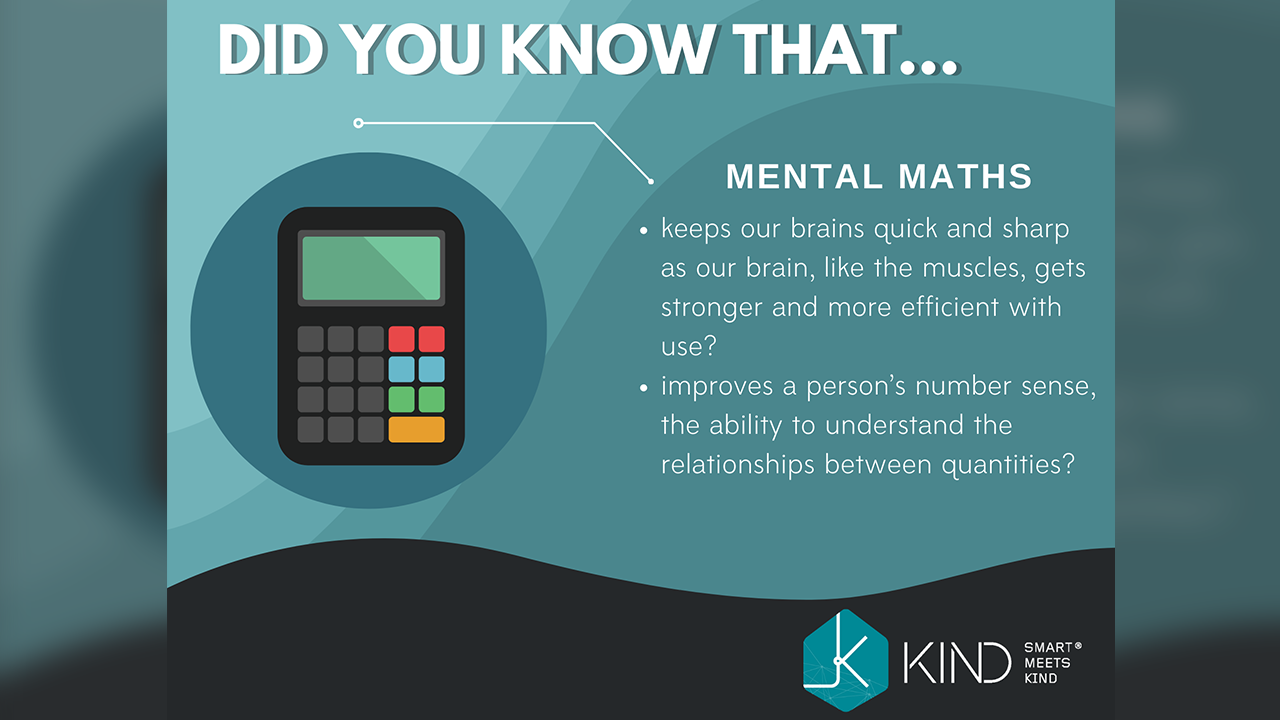 DID YOU KNOW THAT...
MENTAL MATHS
• keeps our brains quick and sharp
as our brain, like the muscles, gets
stronger and more efficient with
use?
• improves a person’s number sense,
the ability to understand the
relationships between quantities?
KIND
SMART®
MEETS
KIND